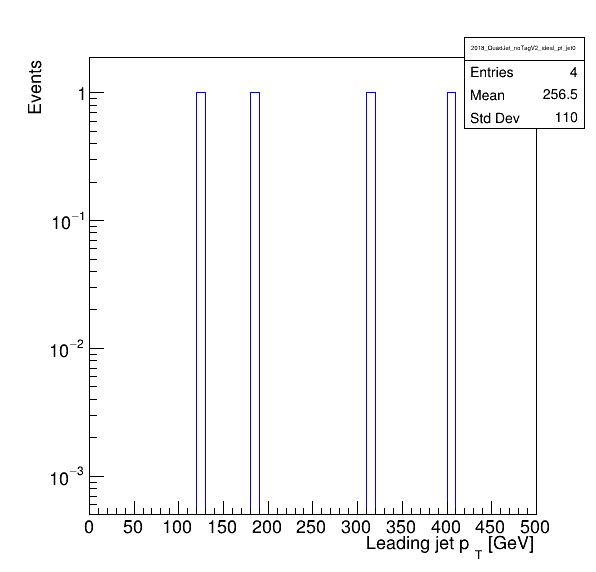 2018_QuadJet_noTagV2_ideal_pt_jet0
Entries 4
Mean 256.5
Std Dev 110
Events
1
10−1
10−2
10−3
0 50 100 150 200 250 300 350 400 450 500
Leading jet p T [GeV]